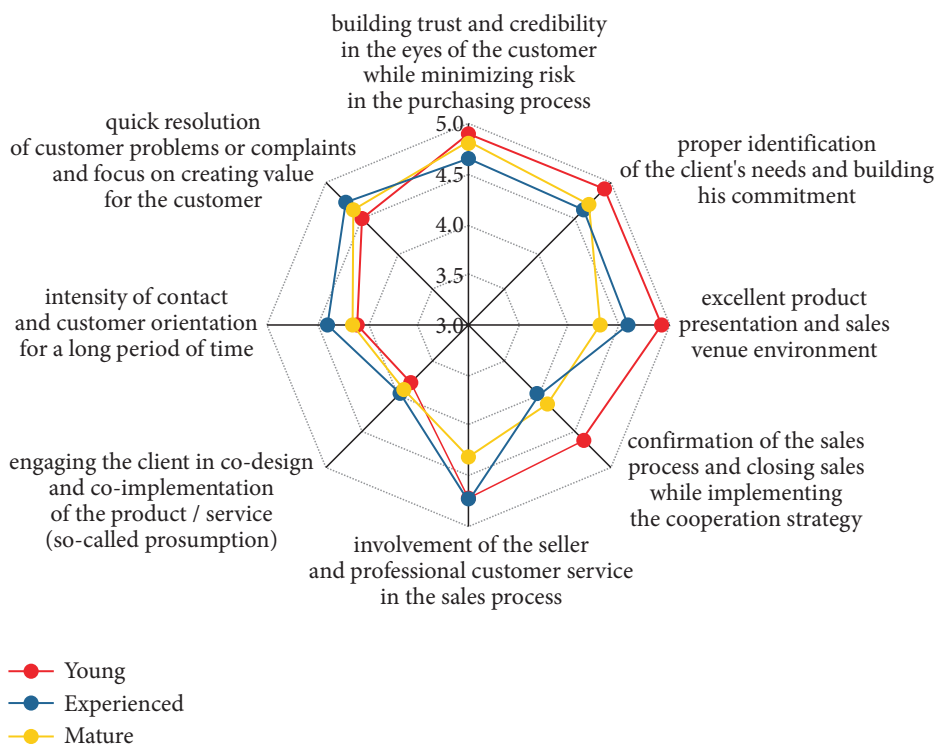 building trust and credibility
in the eyes of the customer
while minimizing risk
in the purchasing process
quick resolution
of customer problems or complaints
and focus on creating value
for the customer
proper identification
of the client's needs and building
his commitment
5.0
4.5
4.0
3.5
3.0
intensity of contact
and customer orientation
for a long period of time
excellent product
presentation and sales
venue environment
engaging the client in co-design
and co-implementation
of the product / service
(so-called prosumption)
confirmation of the sales
process and closing sales
while implementing
the cooperation strategy
involvement of the seller
and professional customer service
in the sales process
Young
Experienced
Mature